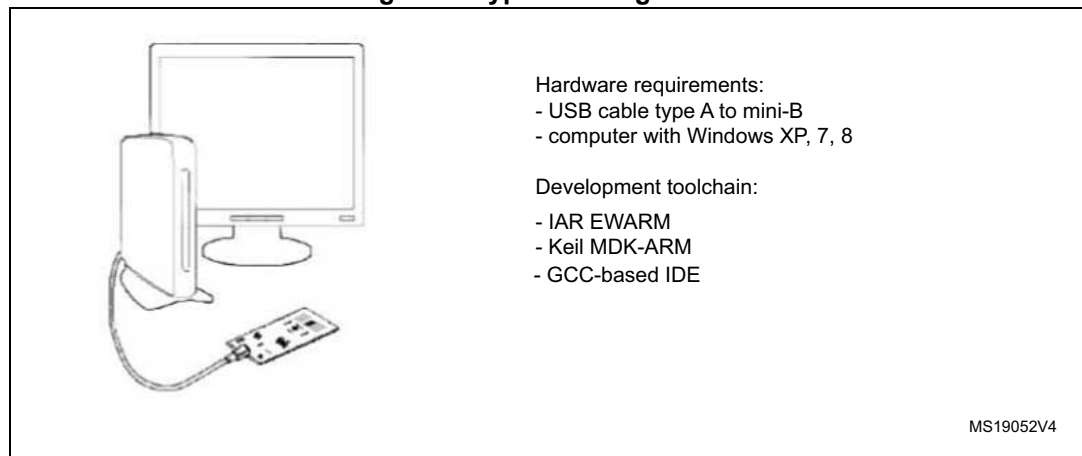 Hardware requirements:
- USB cable type A to mini-B
- computer with Windows XP, 7, 8
Development toolchain:
- IAR EWARM
- Keil MDK-ARM
- GCC-based IDE
MS19052V4